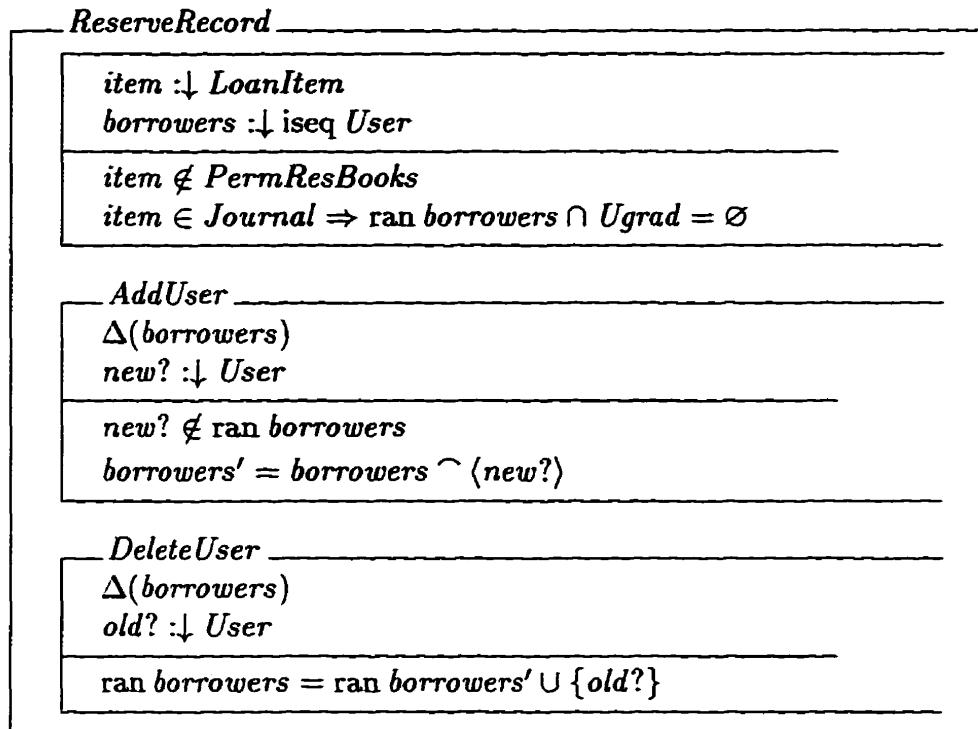 ReserveRecord
item :↓ LoanItem
borrowers :↓ iseq User
item ∉ PermResBooks
item ∈ Journal ⇒ ran borrowers ∩ Ugrad = ∅
AddUser
Δ(borrowers)
new? :↓ User
new? ∉ ran borrowers
borrowers′ = borrowers ⌢ ⟨new?⟩
DeleteUser
Δ(borrowers)
old? :↓ User
ran borrowers = ran borrowers′ ∪ {old?}